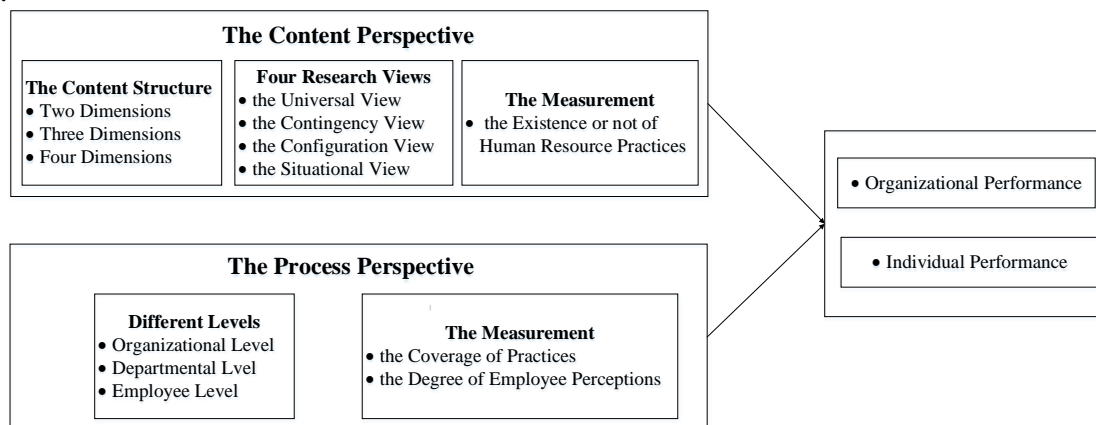 The Content Perspective
The Content Structure
• Two Dimensions
• Three Dimensions
• Four Dimensions
Four Research Views
• the Universal View
• the Contingency View
• the Configuration View
• the Situational View
The Measurement
• the Existence or not of
Human Resource Practices
The Process Perspective
Different Levels
• Organizational Level
• Departmental Lvel
• Employee Level
The Measurement
• the Coverage of Practices
• the Degree of Employee Perceptions
• Organizational Performance
• Individual Performance